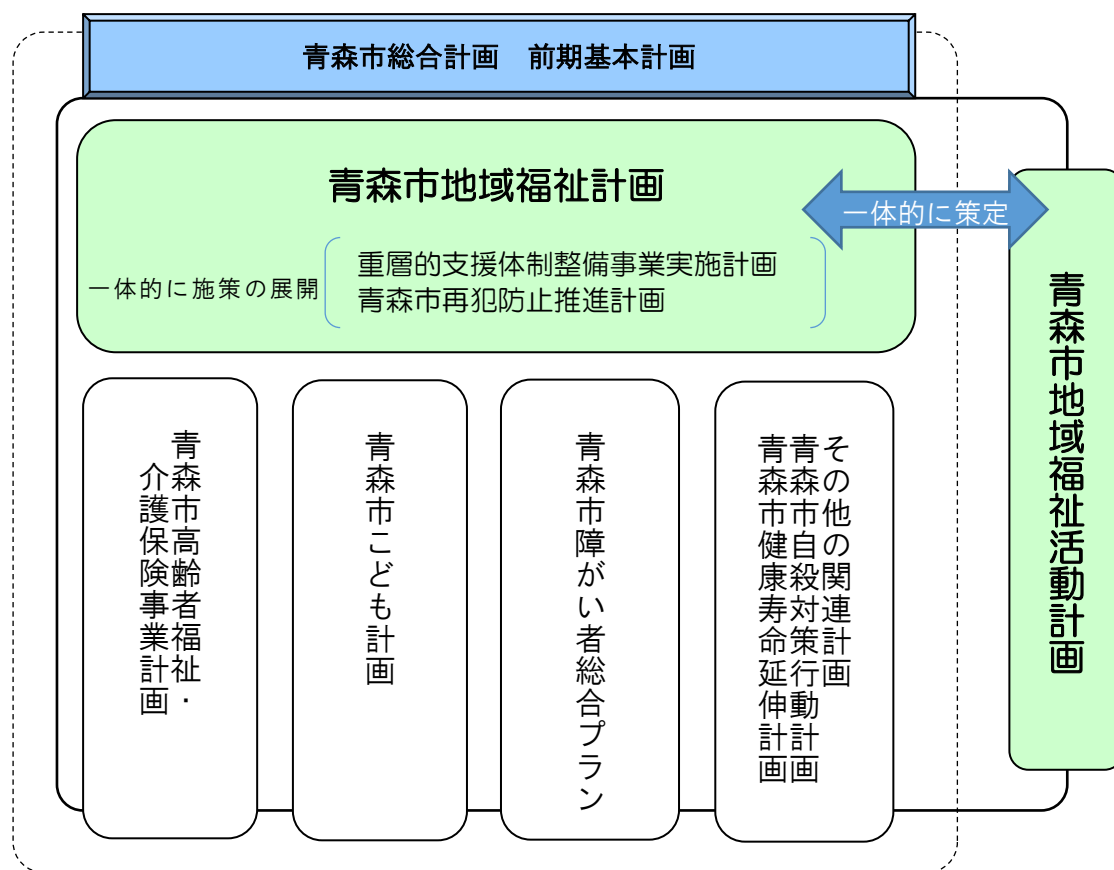 青森市総合計画　前期基本計画
青森市地域福祉計画
一体的に策定
一体的に施策の展開
重層的支援体制整備事業実施計画
青森市再犯防止推進計画
青森市高齢者福祉・
介護保険事業計画
青森市こども計画
青森市障がい者総合プラン
その他の関連計画
青森市自殺対策行動計画
青森市健康寿命延伸計画
青森市地域福祉活動計画